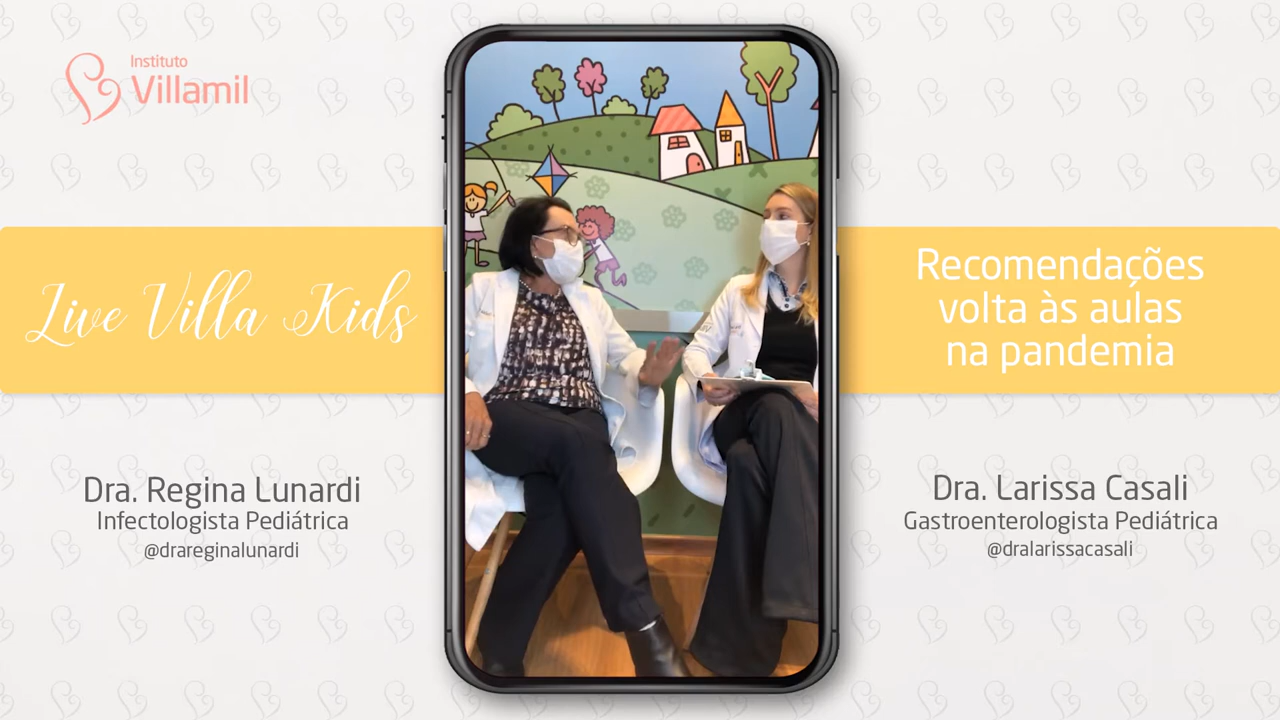 Instituto
Villamil
Live Villa Kids
Recomendações
volta às aulas
na pandemia
Dra. Regina Lunardi
Infectologista Pediátrica
@drareginalunardi
Dra. Larissa Casali
Gastroenterologista Pediátrica
@dralarissacasali